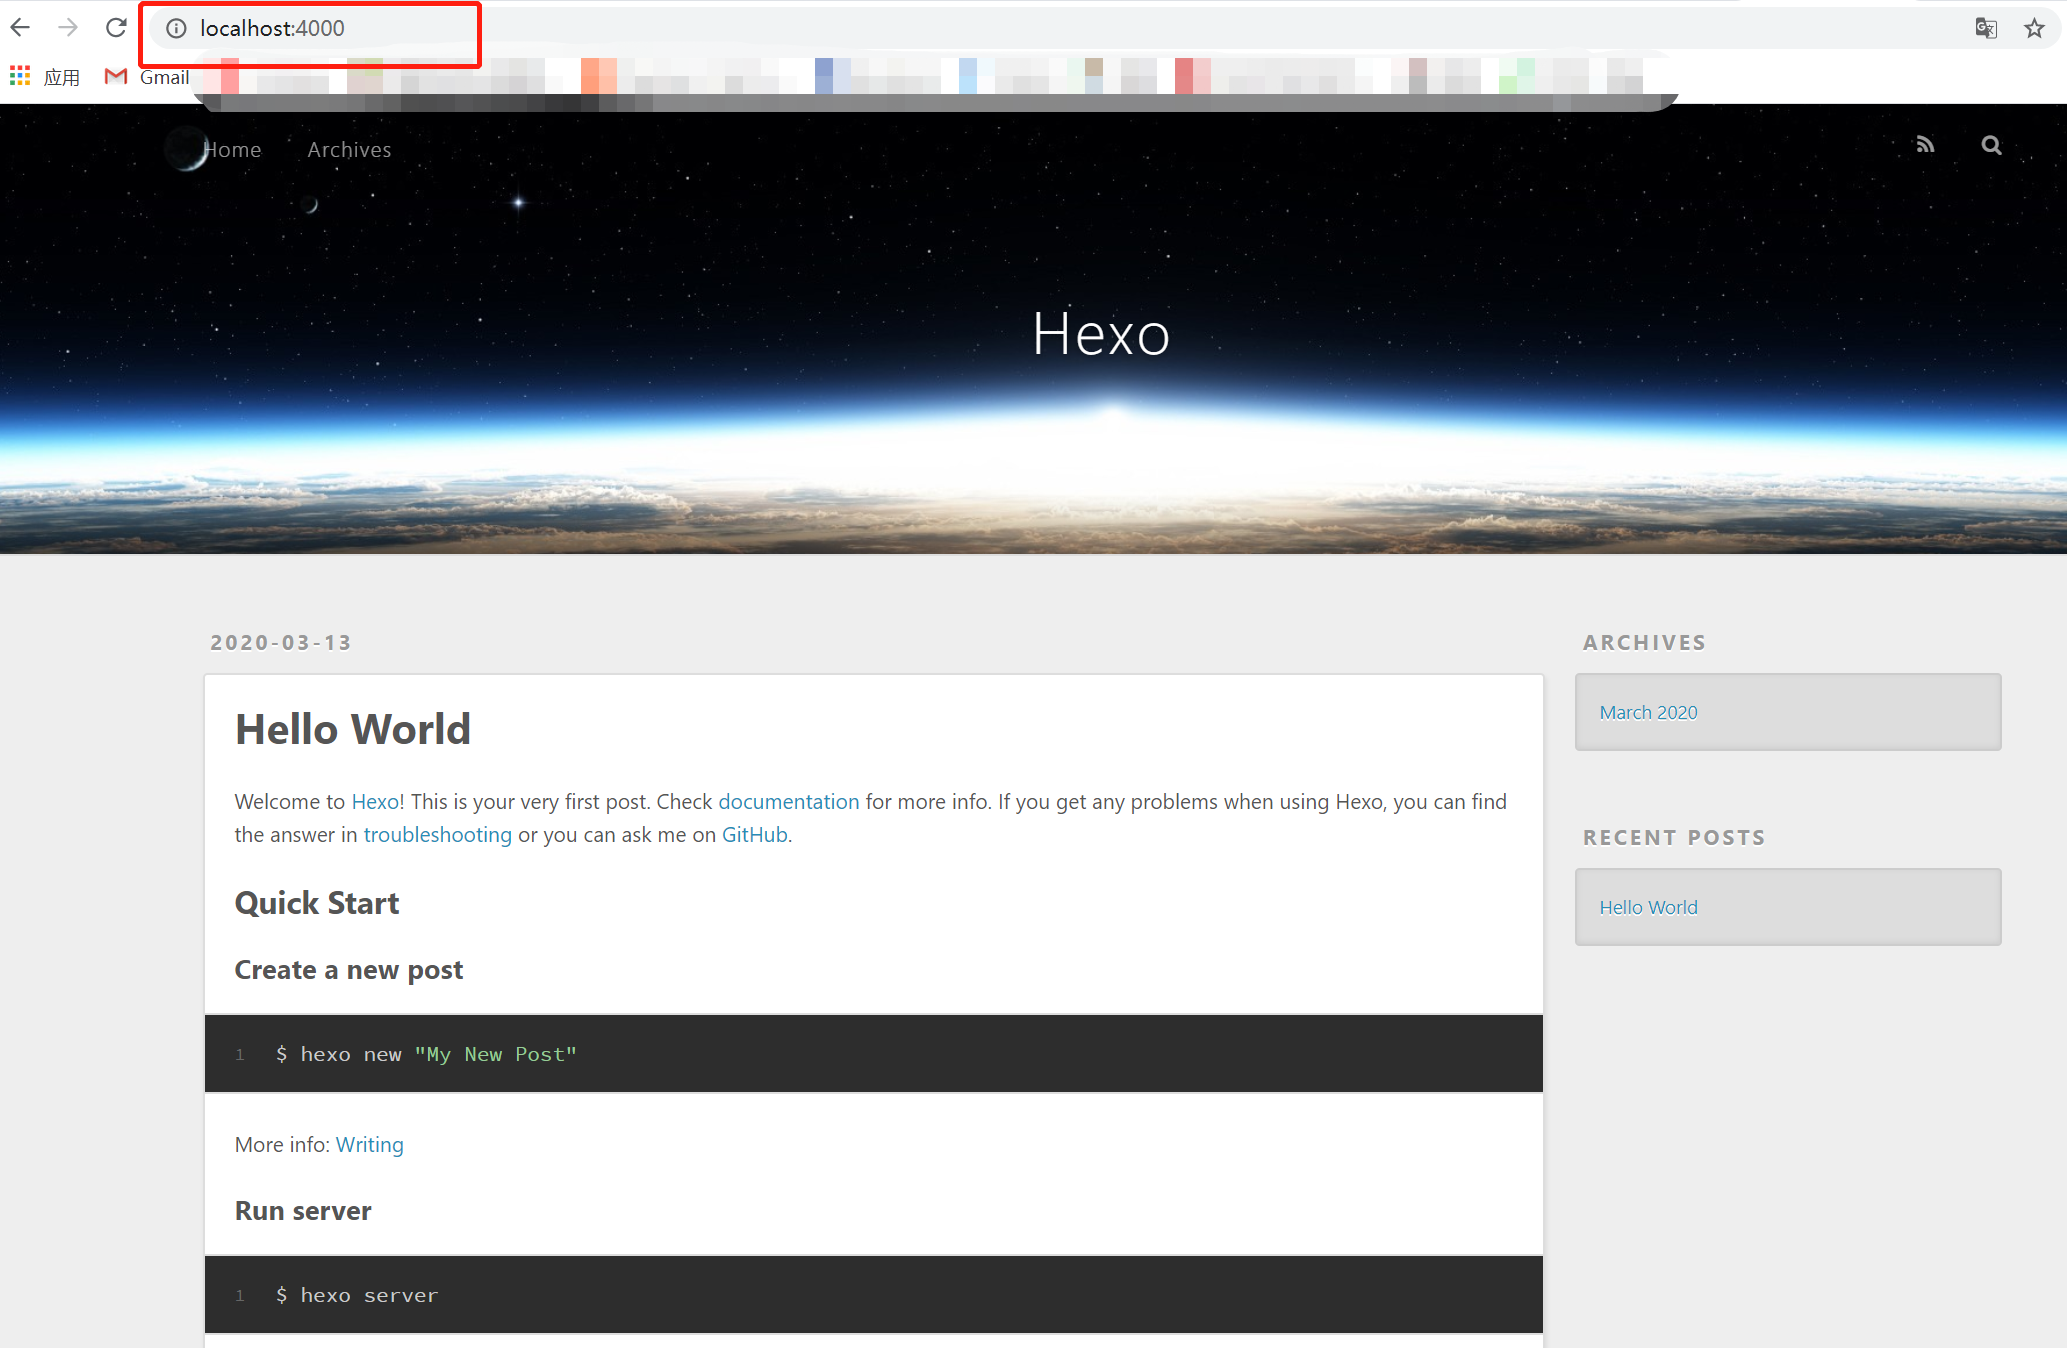 localhost:4000
应用 Gmail
Home Archives
Hexo
2020-03-13
Hello World
Welcome to Hexo! This is your very first post. Check documentation for more info. If you get any problems when using Hexo, you can find
the answer in troubleshooting or you can ask me on GitHub.
Quick Start
Create a new post
1 $ hexo new "My New Post"
More info: Writing
Run server
1 $ hexo server
ARCHIVES
March 2020
RECENT POSTS
Hello World